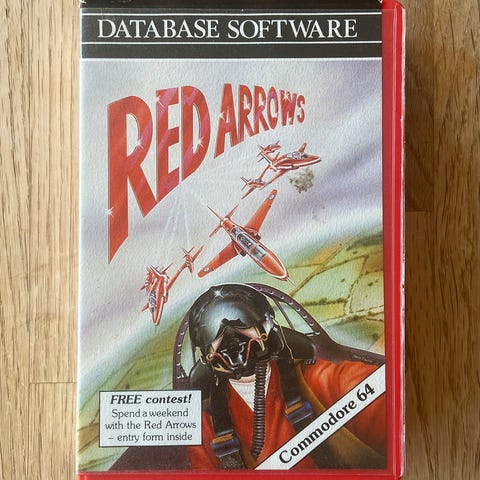 DATABASE SOFTWARE
RED ARROWS
FREE contest!
Spend a weekend
with the Red Arrows
~ entry form inside
Commodore 64